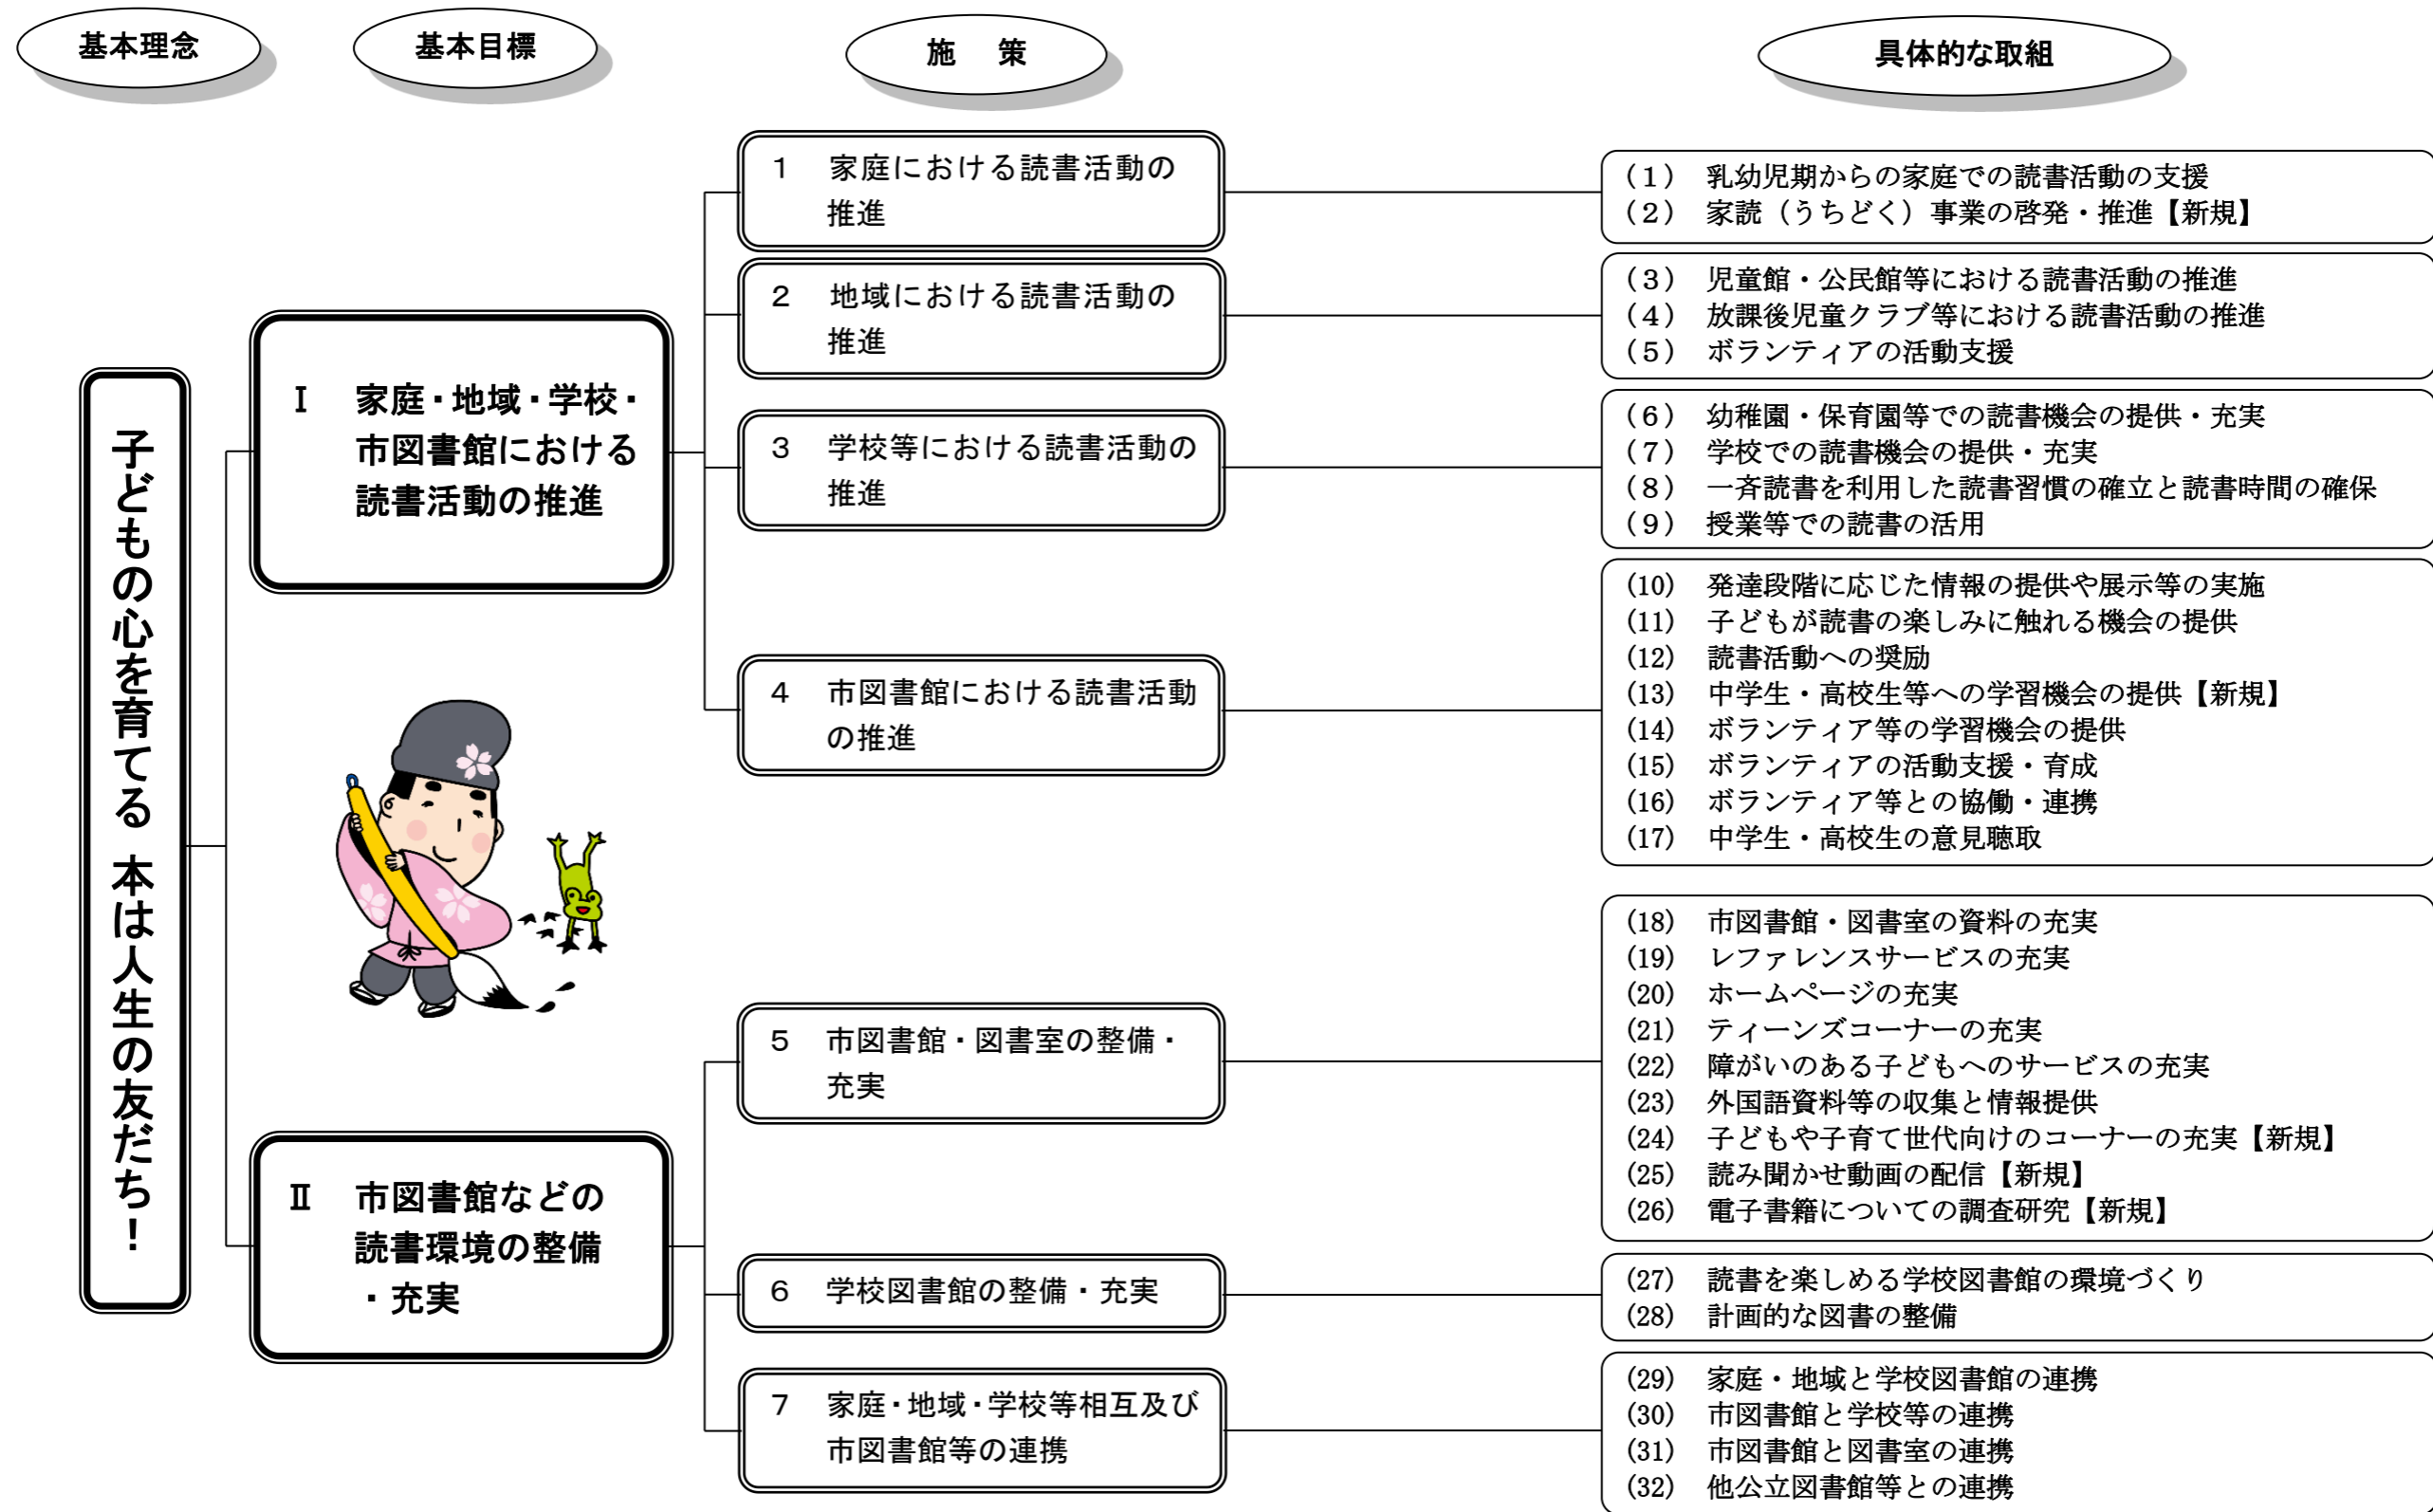 基本理念
基本目標
施　策
具体的な取組
子どもの心を育てる 本は人生の友だち！
Ⅰ　家庭・地域・学校・
市図書館における
読書活動の推進
1　家庭における読書活動の
推進
(1)　乳幼児期からの家庭での読書活動の支援
(2)　家読（うちどく）事業の啓発・推進【新規】
2　地域における読書活動の
推進
(3)　児童館・公民館等における読書活動の推進
(4)　放課後児童クラブ等における読書活動の推進
(5)　ボランティアの活動支援
3　学校等における読書活動の
推進
(6)　幼稚園・保育園等での読書機会の提供・充実
(7)　学校での読書機会の提供・充実
(8)　一斉読書を利用した読書習慣の確立と読書時間の確保
(9)　授業等での読書の活用
4　市図書館における読書活動
の推進
(10)　発達段階に応じた情報の提供や展示等の実施
(11)　子どもが読書の楽しみに触れる機会の提供
(12)　読書活動への奨励
(13)　中学生・高校生等への学習機会の提供【新規】
(14)　ボランティア等の学習機会の提供
(15)　ボランティアの活動支援・育成
(16)　ボランティア等との協働・連携
(17)　中学生・高校生の意見聴取
Ⅱ　市図書館などの
読書環境の整備
・充実
5　市図書館・図書室の整備・
充実
(18)　市図書館・図書室の資料の充実
(19)　レファレンスサービスの充実
(20)　ホームページの充実
(21)　ティーンズコーナーの充実
(22)　障がいのある子どもへのサービスの充実
(23)　外国語資料等の収集と情報提供
(24)　子どもや子育て世代向けのコーナーの充実【新規】
(25)　読み聞かせ動画の配信【新規】
(26)　電子書籍についての調査研究【新規】
6　学校図書館の整備・充実
(27)　読書を楽しめる学校図書館の環境づくり
(28)　計画的な図書の整備
7　家庭・地域・学校等相互及び
市図書館等の連携
(29)　家庭・地域と学校図書館の連携
(30)　市図書館と学校等の連携
(31)　市図書館と図書室の連携
(32)　他公立図書館等との連携